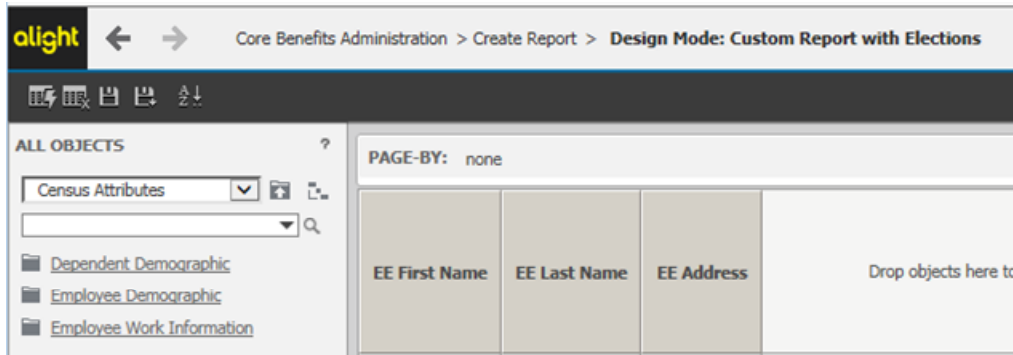 alight
Core Benefits Administration > Create Report > Design Mode: Custom Report with Elections
ALL OBJECTS ?
PAGE-BY: none
Census Attributes
Dependent Demographic
Employee Demographic
Employee Work Information
EE First Name EE Last Name EE Address Drop objects here to